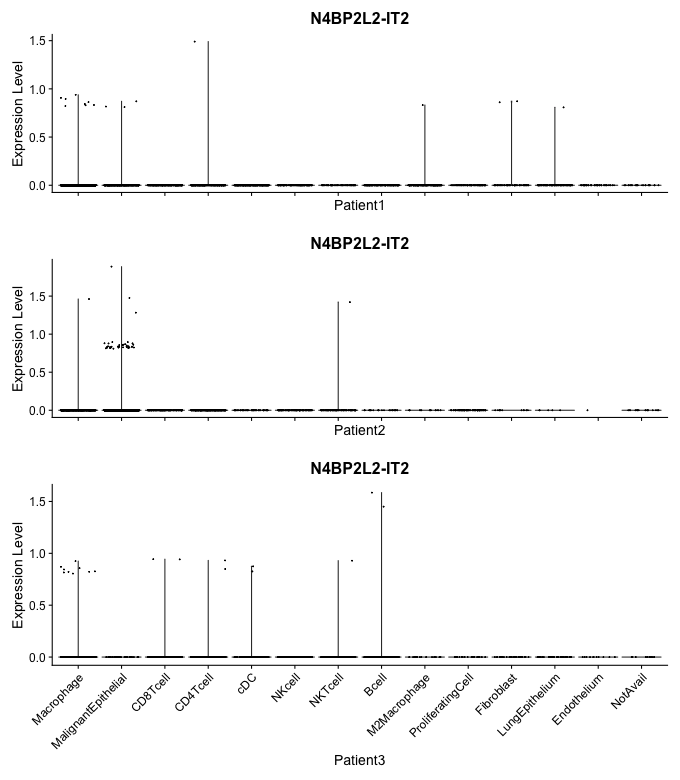 N4BP2L2-IT2
Expression Level
1.5
1.0
0.5
0.0
Patient1
N4BP2L2-IT2
Expression Level
1.5
1.0
0.5
0.0
Patient2
N4BP2L2-IT2
Expression Level
1.5
1.0
0.5
0.0
Macrophage
MalignantEpithelial
CD8Tcell
CD4Tcell
cDC
NKcell
NKTcell
Bcell
M2Macrophage
ProliferatingCell
Fibroblast
LungEpithelium
Endothelium
NotAvail
Patient3